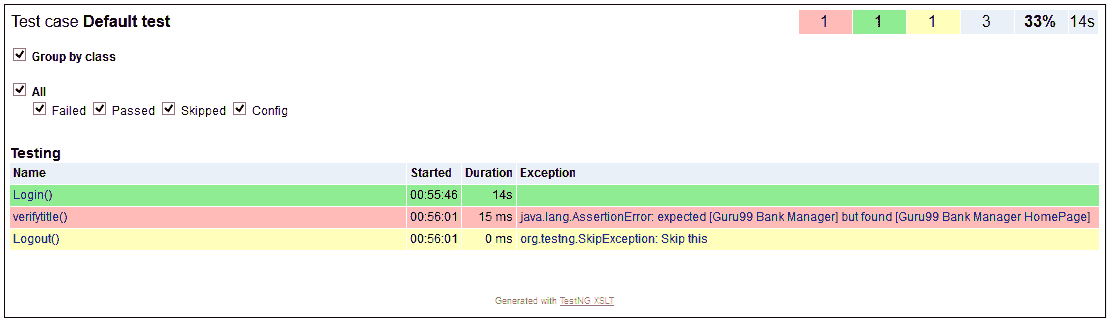 Test case Default test 1 1 1 3 33% 14s
Group by class
All
Failed Passed Skipped Config
Testing
Name Started Duration Exception
Login() 00:55:46 14s
verifytitle() 00:56:01 15 ms java.lang.AssertionError: expected [Guru99 Bank Manager] but found [Guru99 Bank Manager HomePage]
Logout() 00:56:01 0 ms org.testng.SkipException: Skip this
Generated with TestNG XSLT